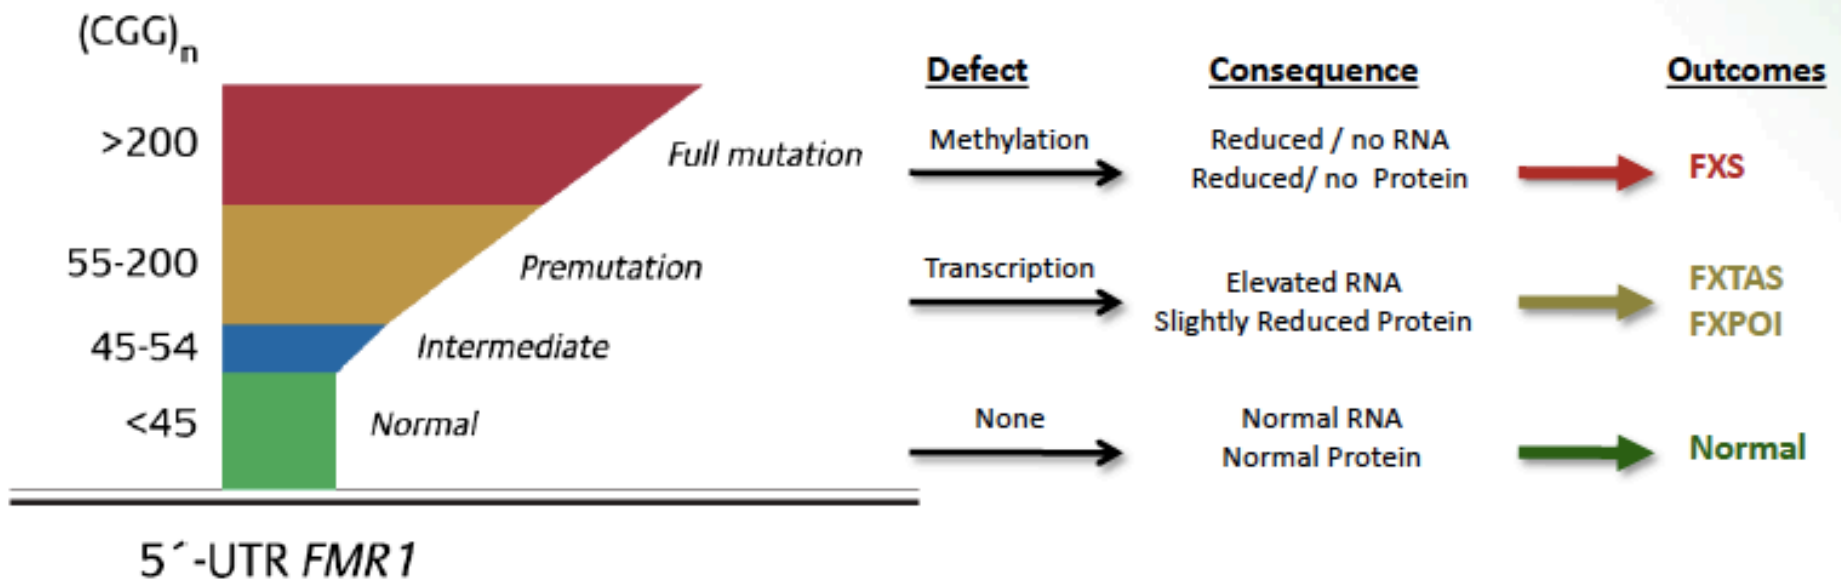 (CGG)n
Defect Consequence Outcomes
>200 Full mutation Methylation Reduced / no RNA
Reduced/ no Protein FXS
55-200 Premutation Transcription Elevated RNA
Slightly Reduced Protein FXTAS
FXPOI
45-54 Intermediate
<45 Normal None Normal RNA
Normal Protein Normal
5´-UTR FMR1